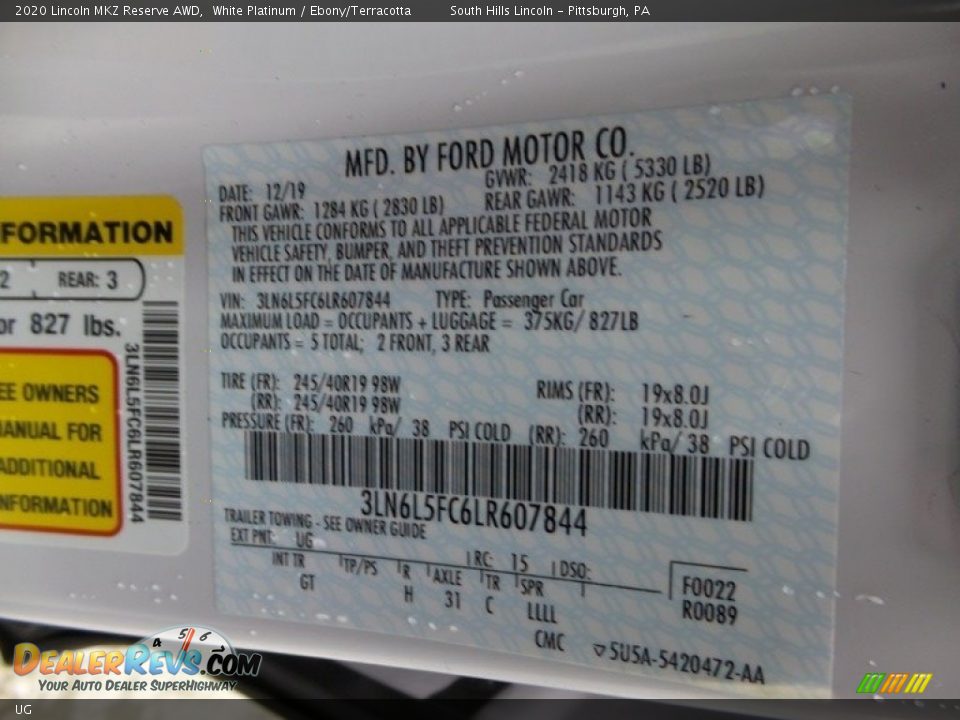 2020 Lincoln MKZ Reserve AWD, White Platinum / Ebony/Terracotta South Hills Lincoln - Pittsburgh, PA
MFD. BY FORD MOTOR CO.
DATE: 12/19 GVWR: 2418 KG ( 5330 LB)
FRONT GAWR: 1284 KG ( 2830 LB) REAR GAWR: 1143 KG ( 2520 LB)
THIS VEHICLE CONFORMS TO ALL APPLICABLE FEDERAL MOTOR
VEHICLE SAFETY, BUMPER, AND THEFT PREVENTION STANDARDS
IN EFFECT ON THE DATE OF MANUFACTURE SHOWN ABOVE.
VIN: 3LN6L5FC6LR607844 TYPE: Passenger Car
MAXIMUM LOAD = OCCUPANTS + LUGGAGE = 375KG/ 827LB
OCCUPANTS = 5 TOTAL; 2 FRONT, 3 REAR
TIRE (FR): 245/40R19 98W RIMS (FR): 19x8.0J
(RR): 245/40R19 98W (RR): 19x8.0J
PRESSURE (FR): 260 kPa/ 38 PSI COLD (RR): 260 kPa/ 38 PSI COLD
3LN6L5FC6LR607844
TRAILER TOWING - SEE OWNER GUIDE
EXT PNT: UG RC: 15 DSO:
INT TR TP/PS R AXLE TR SPR
GT H 31 C LLLL
F0022
R0089
CMC 5U5A-5420472-AA
FORMATION
2 REAR: 3
or 827 lbs.
EE OWNERS
MANUAL FOR
ADDITIONAL
NFORMATION
3LN6L5FC6LR607844
4 5 6
DEALERREVS.COM
YOUR AUTO DEALER SUPERHIGHWAY
UG